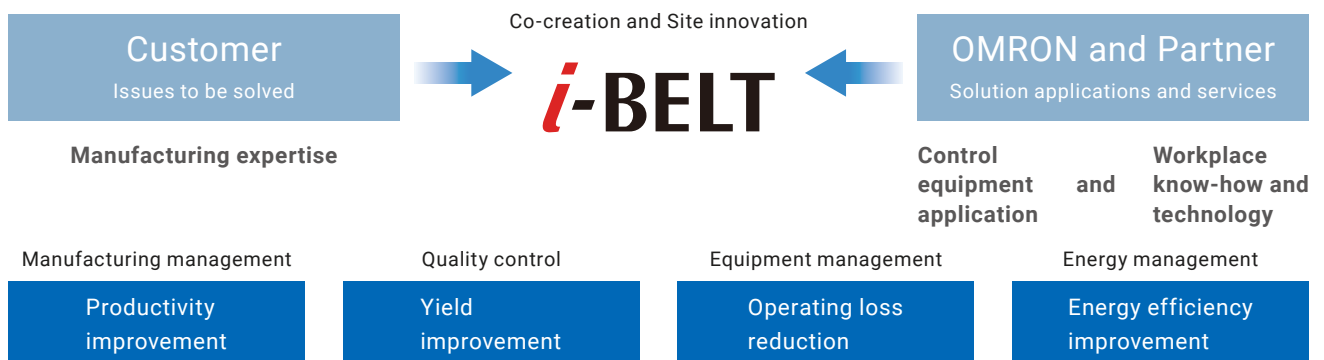 Co-creation and Site innovation
Customer
Issues to be solved
i-BELT
OMRON and Partner
Solution applications and services
Manufacturing expertise
Control
equipment and
application
Workplace
know-how and
technology
Manufacturing management
Productivity
improvement
Quality control
Yield
improvement
Equipment management
Operating loss
reduction
Energy management
Energy efficiency
improvement